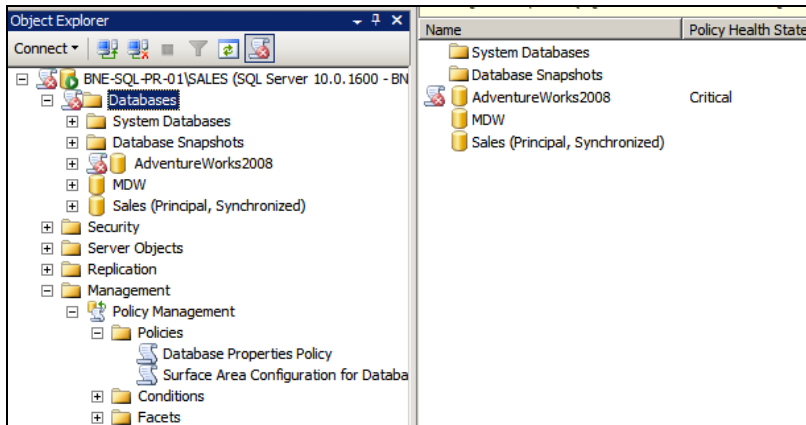 Object Explorer
Connect
BNE-SQL-PR-01\SALES (SQL Server 10.0.1600 - BN
Databases
System Databases
Database Snapshots
AdventureWorks2008
MDW
Sales (Principal, Synchronized)
Security
Server Objects
Replication
Management
Policy Management
Policies
Database Properties Policy
Surface Area Configuration for Databa
Conditions
Facets
Name Policy Health State
System Databases
Database Snapshots
AdventureWorks2008 Critical
MDW
Sales (Principal, Synchronized)